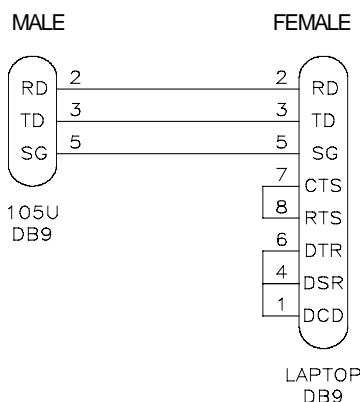 MALE FEMALE
RD 2 2 RD
TD 3 3 TD
SG 5 5 SG
7 CTS
8 RTS
6 DTR
4 DSR
1 DCD
105U
DB9
LAPTOP
DB9